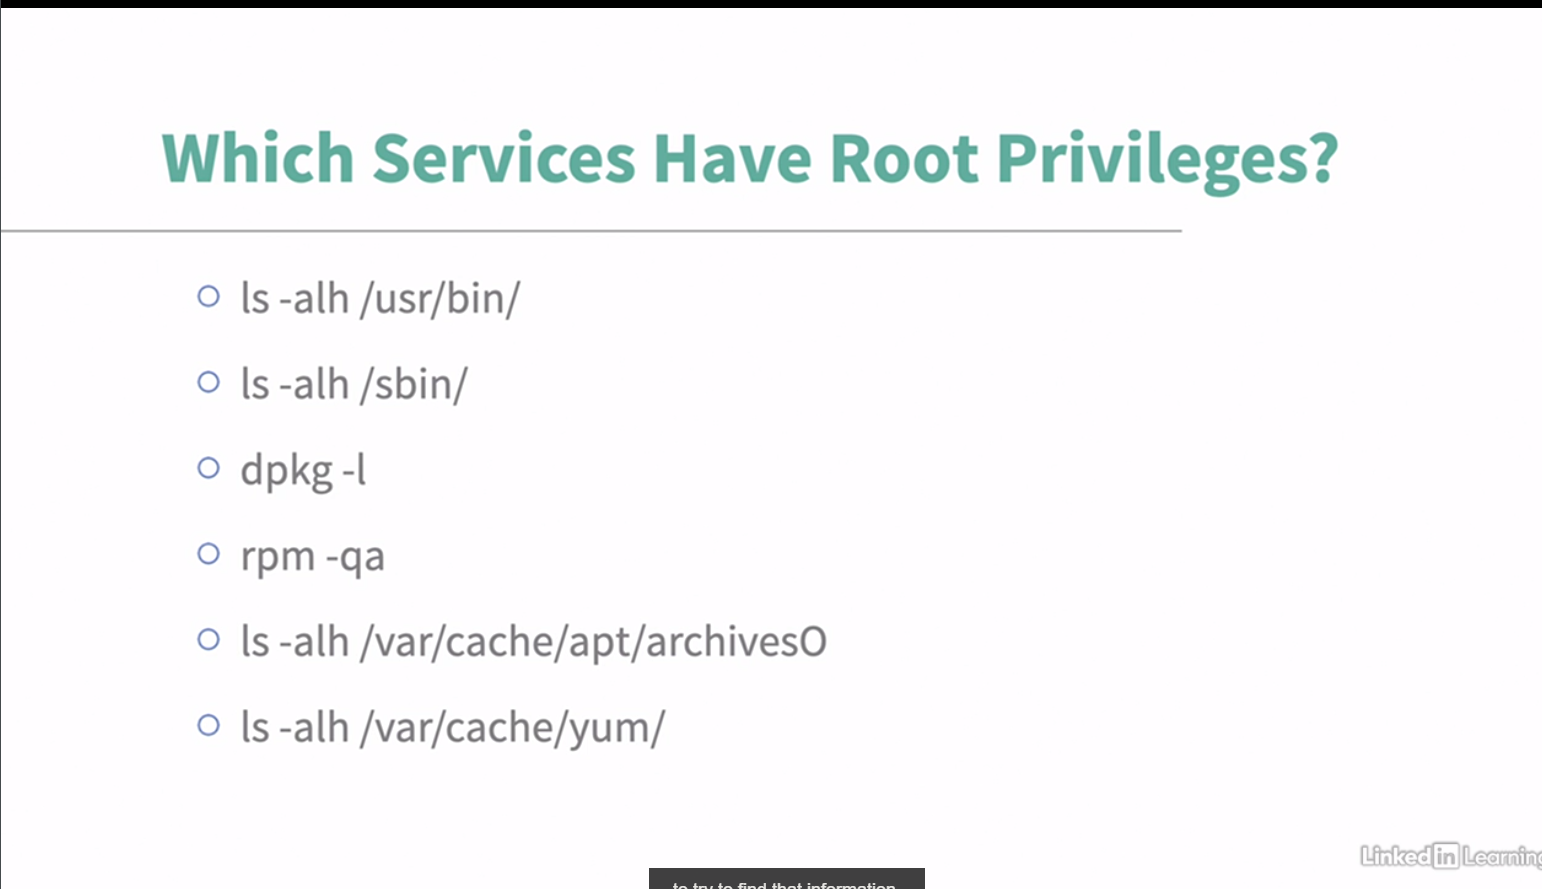 Which Services Have Root Privileges?
ls -alh /usr/bin/
ls -alh /sbin/
dpkg -l
rpm -qa
ls -alh /var/cache/apt/archivesO
ls -alh /var/cache/yum/
Linked in Learning
to try to find that information